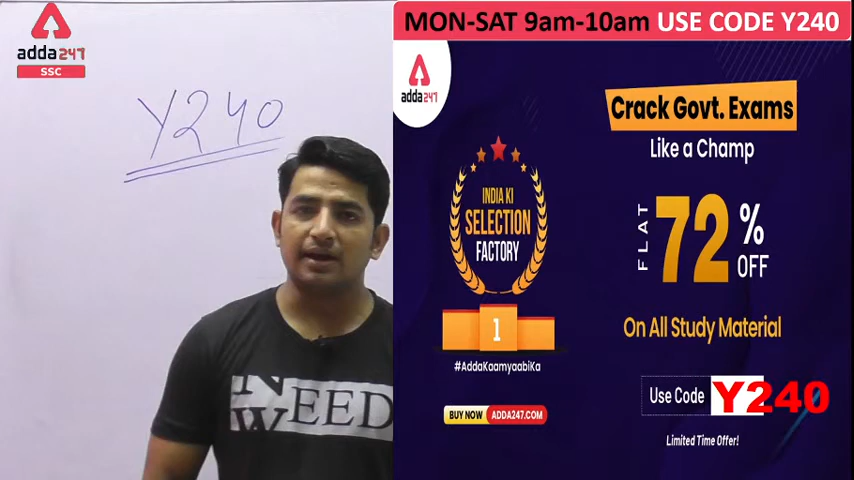 adda247
SSC
Y240
MON-SAT 9am-10am USE CODE Y240
adda247
Crack Govt. Exams
Like a Champ
INDIA KI
SELECTION
FACTORY
FLAT
72%
OFF
1
On All Study Material
#AddaKaamyaabiKa
Use Code Y240
BUY NOW ADDA247.COM
Limited Time Offer!
NEED
W